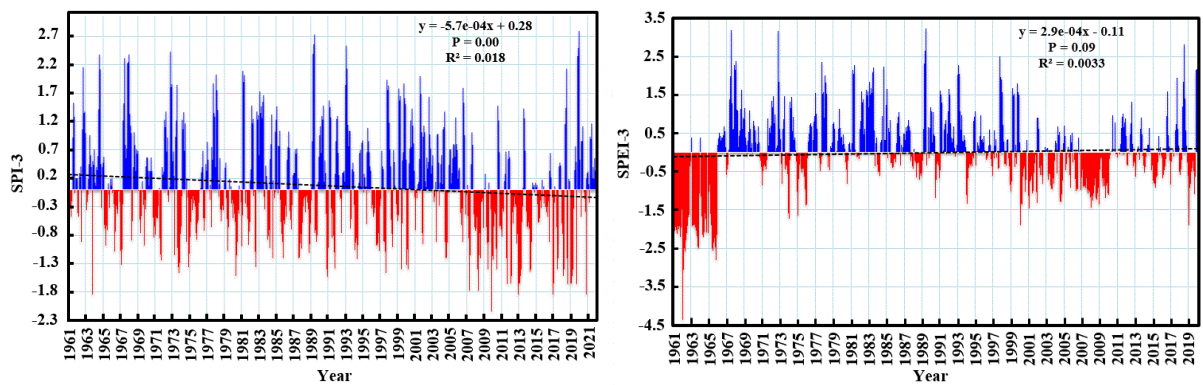 y = -5.7e-04x + 0.28
P = 0.00
R² = 0.018
SPI-3
2.7
2.2
1.7
1.2
0.7
0.2
-0.3
-0.8
-1.3
-1.8
-2.3
1961 1963 1965 1967 1969 1971 1973 1975 1977 1979 1981 1983 1985 1987 1989 1991 1993 1995 1997 1999 2001 2003 2005 2007 2009 2011 2013 2015 2017 2019 2021
Year
y = 2.9e-04x - 0.11
P = 0.09
R² = 0.0033
SPEI-3
3.5
2.5
1.5
0.5
-0.5
-1.5
-2.5
-3.5
-4.5
1961 1963 1965 1967 1969 1971 1973 1975 1977 1979 1981 1983 1985 1987 1989 1991 1993 1995 1997 1999 2001 2003 2005 2007 2009 2011 2013 2015 2017 2019
Year